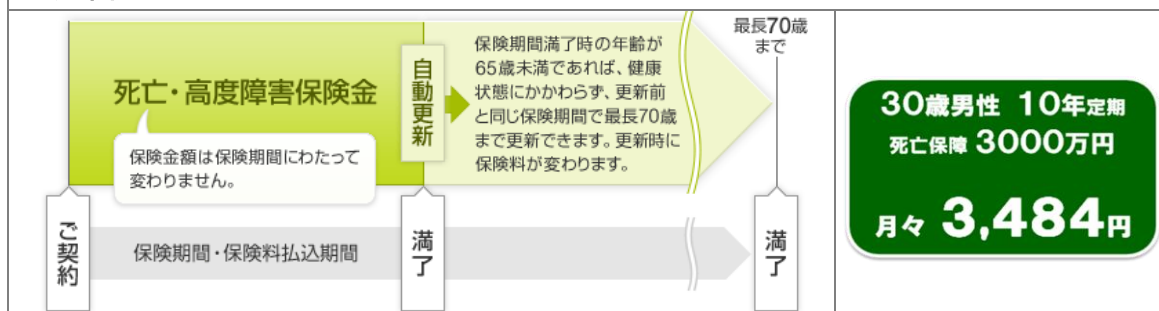 死亡・高度障害保険金
保険金額は保険期間にわたって
変わりません。
自動更新
保険期間満了時の年齢が
65歳未満であれば、健康
状態にかかわらず、更新前
と同じ保険期間で最長70歳
まで更新できます。更新時に
保険料が変わります。
最長70歳
まで
ご契約
保険期間・保険料払込期間
満了
満了
30歳男性 10年定期
死亡保障 3000万円
月々 3,484円